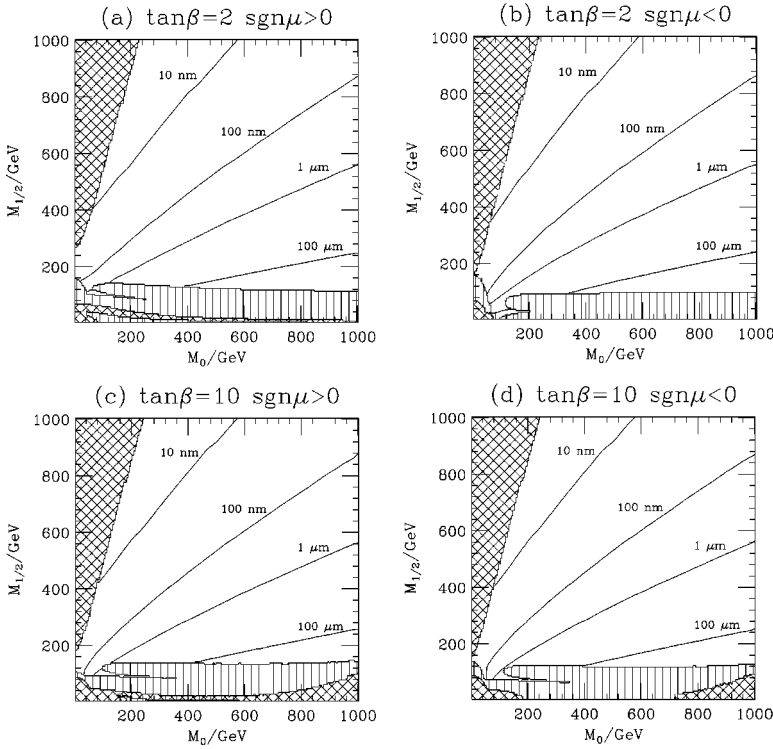 (a) tanβ=2 sgnμ>0
1000
800
600
400
200
M1/2/GeV
10 nm
100 nm
1 μm
100 μm
200 400 600 800 1000
M0/GeV
(b) tanβ=2 sgnμ<0
1000
800
600
400
200
M1/2/GeV
10 nm
100 nm
1 μm
100 μm
200 400 600 800 1000
M0/GeV
(c) tanβ=10 sgnμ>0
1000
800
600
400
200
M1/2/GeV
10 nm
100 nm
1 μm
100 μm
200 400 600 800 1000
M0/GeV
(d) tanβ=10 sgnμ<0
1000
800
600
400
200
M1/2/GeV
10 nm
100 nm
1 μm
100 μm
200 400 600 800 1000
M0/GeV